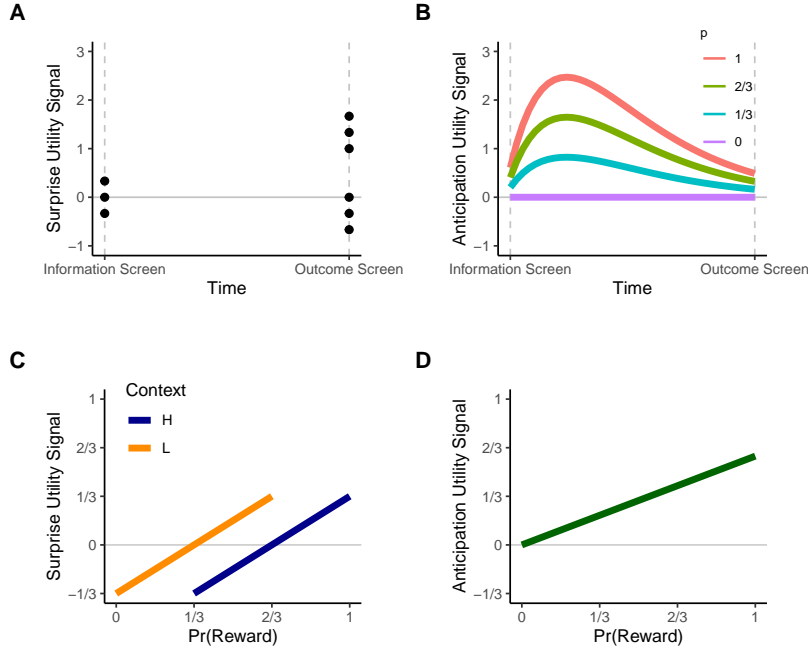 A
Surprise Utility Signal
3
2
1
0
−1
Information Screen
Outcome Screen
Time
B
Anticipation Utility Signal
3
2
1
0
−1
Information Screen
Outcome Screen
Time
p
1
2/3
1/3
0
C
Surprise Utility Signal
1
2/3
1/3
0
−1/3
0
1/3
2/3
1
Pr(Reward)
Context
H
L
D
Anticipation Utility Signal
1
2/3
1/3
0
−1/3
0
1/3
2/3
1
Pr(Reward)